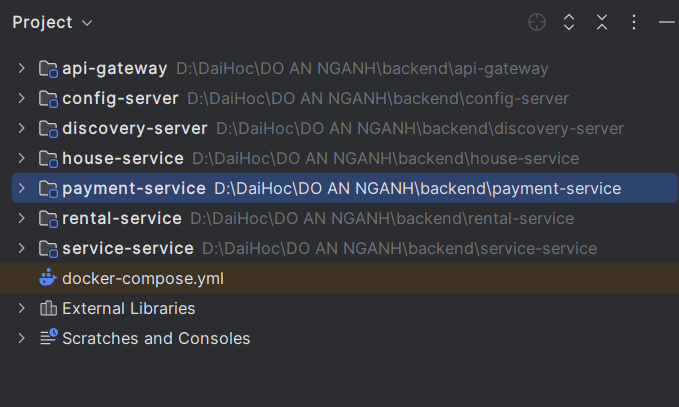 Project
api-gateway D:\DaiHoc\DO AN NGANH\backend\api-gateway
config-server D:\DaiHoc\DO AN NGANH\backend\config-server
discovery-server D:\DaiHoc\DO AN NGANH\backend\discovery-server
house-service D:\DaiHoc\DO AN NGANH\backend\house-service
payment-service D:\DaiHoc\DO AN NGANH\backend\payment-service
rental-service D:\DaiHoc\DO AN NGANH\backend\rental-service
service-service D:\DaiHoc\DO AN NGANH\backend\service-service
docker-compose.yml
External Libraries
Scratches and Consoles